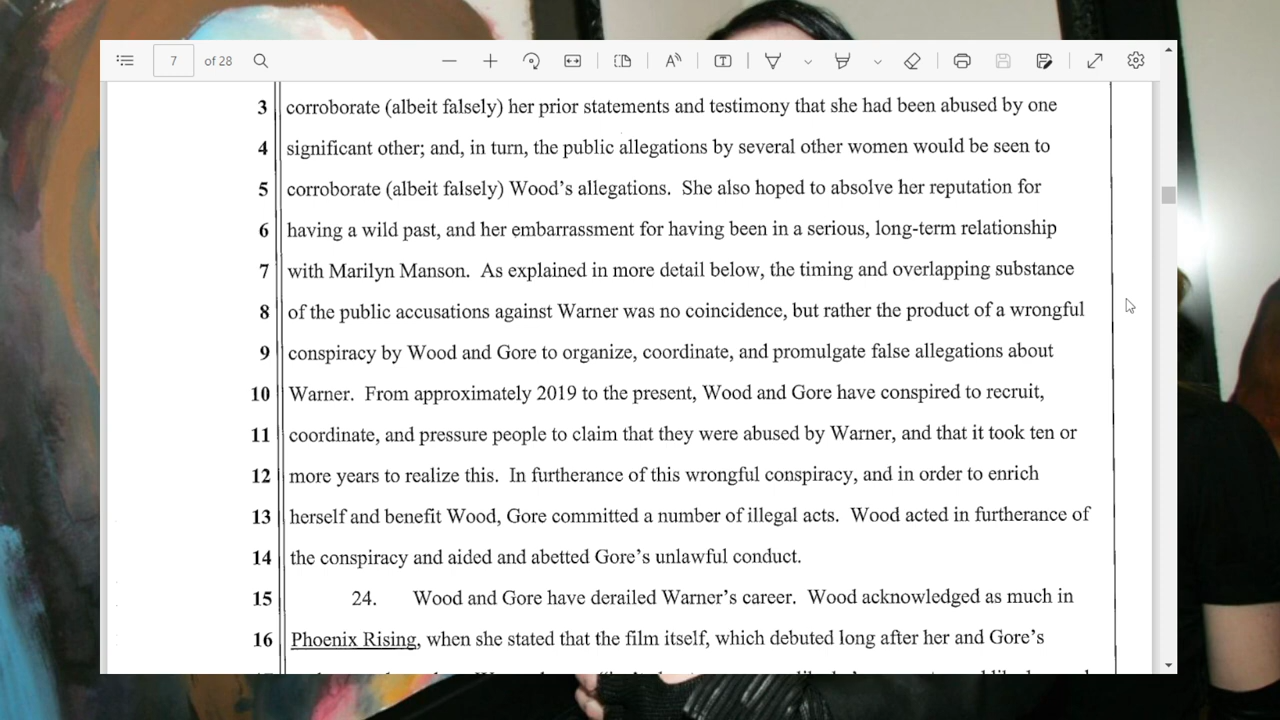 7 of 28
3 corroborate (albeit falsely) her prior statements and testimony that she had been abused by one
4 significant other; and, in turn, the public allegations by several other women would be seen to
5 corroborate (albeit falsely) Wood’s allegations. She also hoped to absolve her reputation for
6 having a wild past, and her embarrassment for having been in a serious, long-term relationship
7 with Marilyn Manson. As explained in more detail below, the timing and overlapping substance
8 of the public accusations against Warner was no coincidence, but rather the product of a wrongful
9 conspiracy by Wood and Gore to organize, coordinate, and promulgate false allegations about
10 Warner. From approximately 2019 to the present, Wood and Gore have conspired to recruit,
11 coordinate, and pressure people to claim that they were abused by Warner, and that it took ten or
12 more years to realize this. In furtherance of this wrongful conspiracy, and in order to enrich
13 herself and benefit Wood, Gore committed a number of illegal acts. Wood acted in furtherance of
14 the conspiracy and aided and abetted Gore’s unlawful conduct.
15 24. Wood and Gore have derailed Warner’s career. Wood acknowledged as much in
16 Phoenix Rising, when she stated that the film itself, which debuted long after her and Gore’s